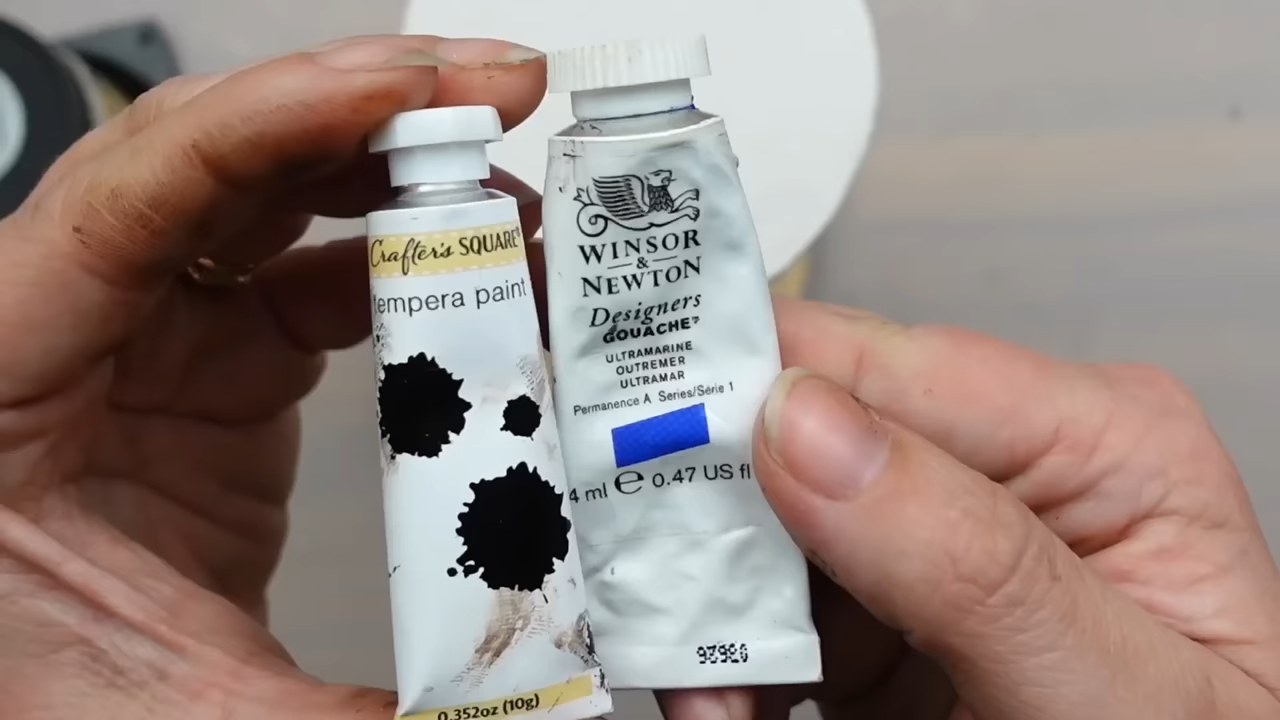 Crafter's SQUARE®
tempera paint
0.352oz (10g)
WINSOR
&
NEWTON
Designers
GOUACHE™
ULTRAMARINE
OUTREMER
ULTRAMAR
Permanence A Series/Série 1
4 ml e 0.47 US fl